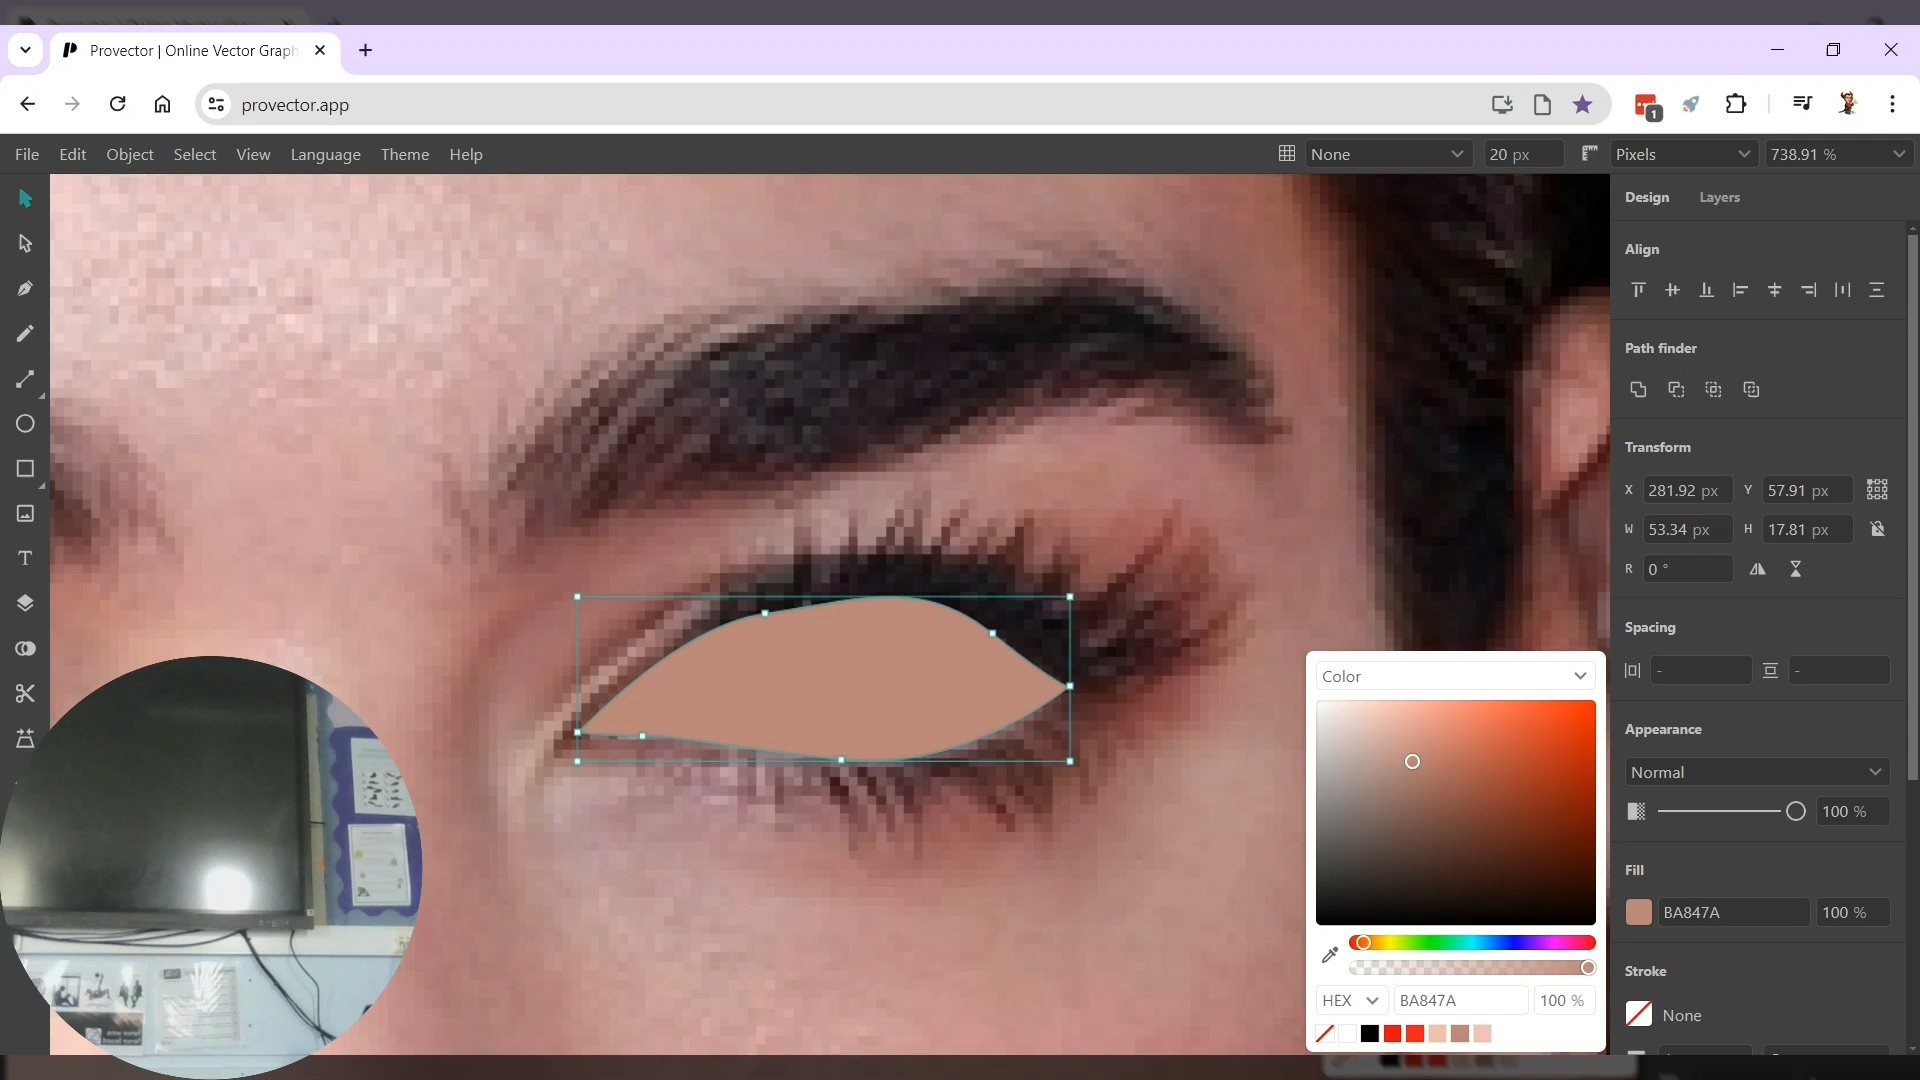 Provector | Online Vector Graph
provector.app
1
File Edit Object Select View Language Theme Help
None 20 px Pixels 738.91 %
Design Layers
Align
Path finder
Transform
X 281.92 px Y 57.91 px
W 53.34 px H 17.81 px
R 0 °
Spacing
- -
Appearance
Normal
100 %
Fill
BA847A 100 %
Stroke
None
Color
HEX BA847A 100 %